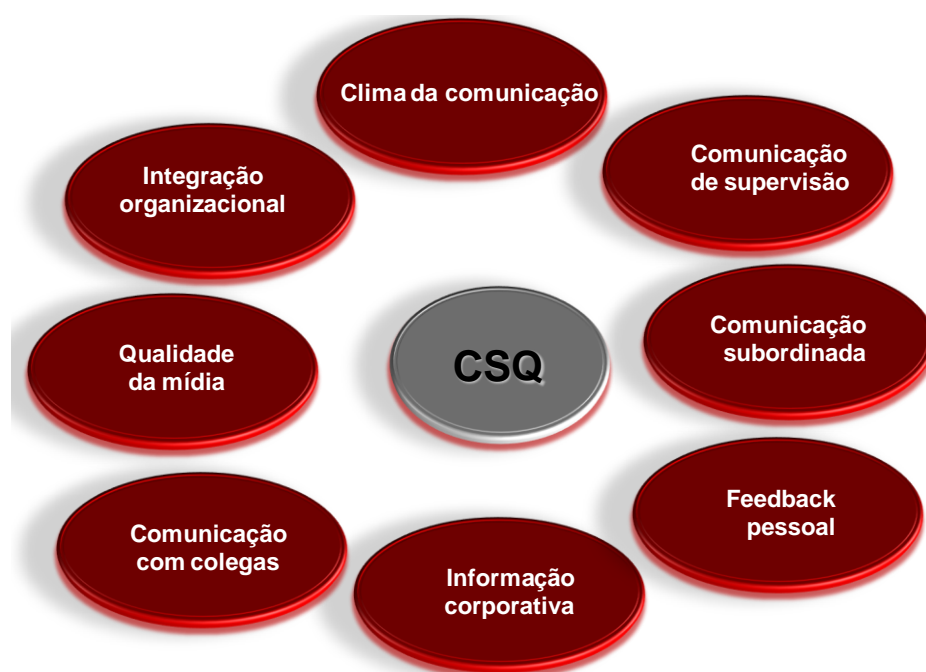 Clima da comunicação
Comunicação
de supervisão
Integração
organizacional
Comunicação
subordinada
Qualidade
da mídia
CSQ
Feedback
pessoal
Comunicação
com colegas
Informação
corporativa